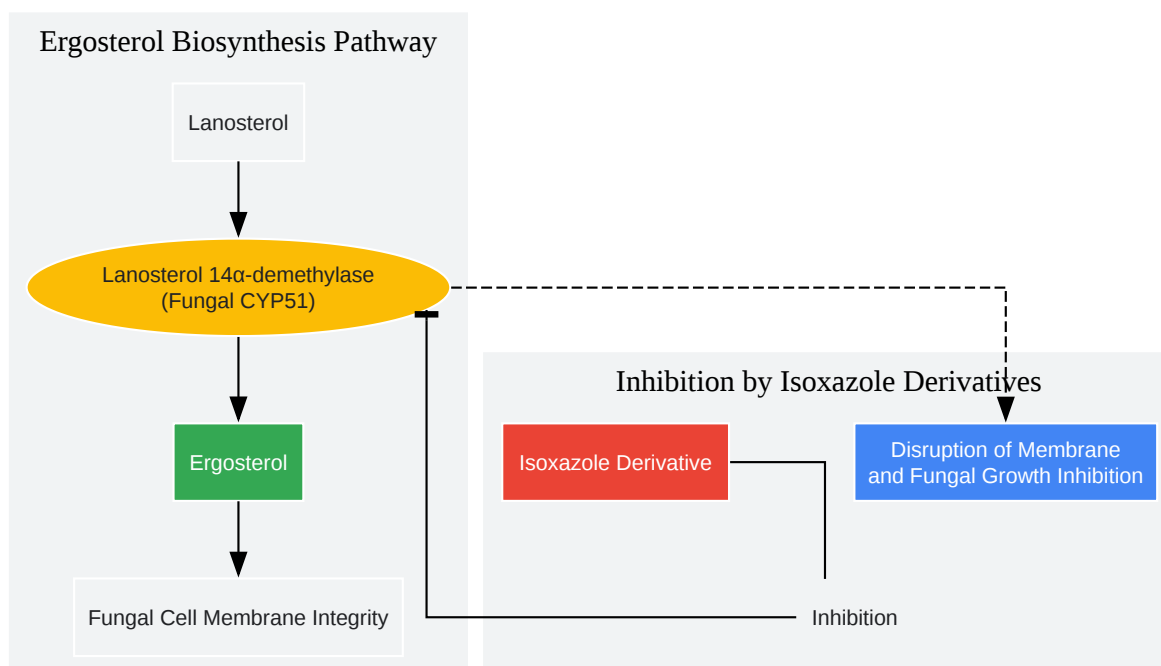 Ergosterol Biosynthesis Pathway
Lanosterol
Lanosterol 14α-demethylase
(Fungal CYP51)
Ergosterol
Fungal Cell Membrane Integrity
Inhibition by Isoxazole Derivatives
Isoxazole Derivative
Disruption of Membrane
and Fungal Growth Inhibition
Inhibition